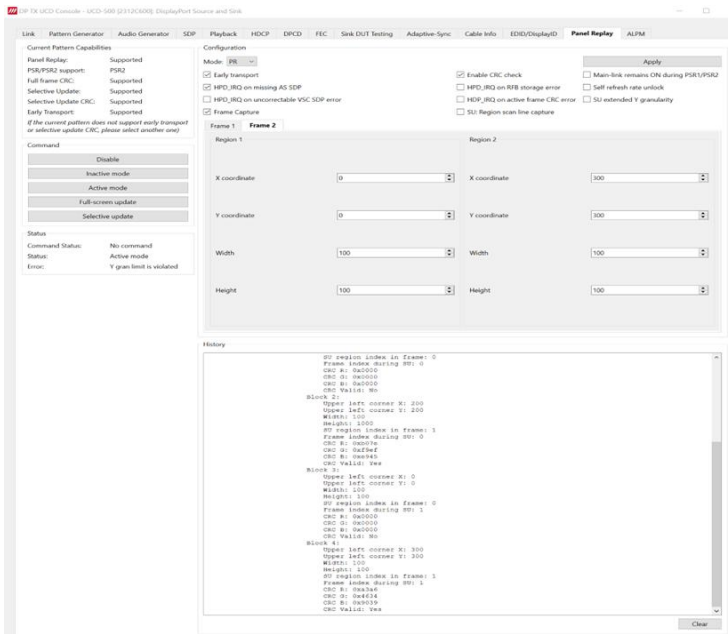 DP TX UCD Console - UCD-500 [2312C600]: DisplayPort Source and Sink
Link Pattern Generator Audio Generator SDP Playback HDCP DPCD FEC Sink DUT Testing Adaptive-Sync Cable Info EDID/DisplayID Panel Replay ALPM
Current Pattern Capabilities
Panel Replay: Supported
PSR/PSR2 support: PSR2
Full frame CRC: Supported
Selective Update: Supported
Selective Update CRC: Supported
Early Transport: Supported
(If the current pattern does not support early transport
or selective update CRC, please select another one)
Command
Disable
Inactive mode
Active mode
Full-screen update
Selective update
Status
Command Status: No command
Status: Active mode
Error: Y gran limit is violated
Configuration
Mode: PR
Apply
Early transport
Enable CRC check
Main-link remains ON during PSR1/PSR2
HPD_IRQ on missing AS SDP
HPD_IRQ on RFB storage error
Self refresh rate unlock
HPD_IRQ on uncorrectable VSC SDP error
HDP_IRQ on active frame CRC error
SU extended Y granularity
Frame Capture
SU: Region scan line capture
Frame 1 Frame 2
Region 1
X coordinate 0
Y coordinate 0
Width 100
Height 100
Region 2
X coordinate 300
Y coordinate 300
Width 100
Height 100
History
SU region index in frame: 0
Frame index during SU: 0
CRC R: 0x0000
CRC G: 0x0000
CRC B: 0x0000
CRC Valid: No
Block 2:
Upper left corner X: 200
Upper left corner Y: 200
Width: 100
Height: 1000
SU region index in frame: 1
Frame index during SU: 0
CRC G: 0xf9ef
CRC Valid: Yes
Block 3:
Upper left corner X: 0
Upper left corner Y: 0
Width: 100
Height: 100
SU region index in frame: 0
Frame index during SU: 1
CRC R: 0x0000
CRC G: 0x0000
CRC B: 0x0000
CRC Valid: No
Block 4:
Upper left corner X: 300
Upper left corner Y: 300
Width: 100
Height: 100
SU region index in frame: 1
Frame index during SU: 1
CRC R: 0xa3a6
CRC G: 0x4634
CRC B: 0x9039
CRC Valid: Yes
Clear